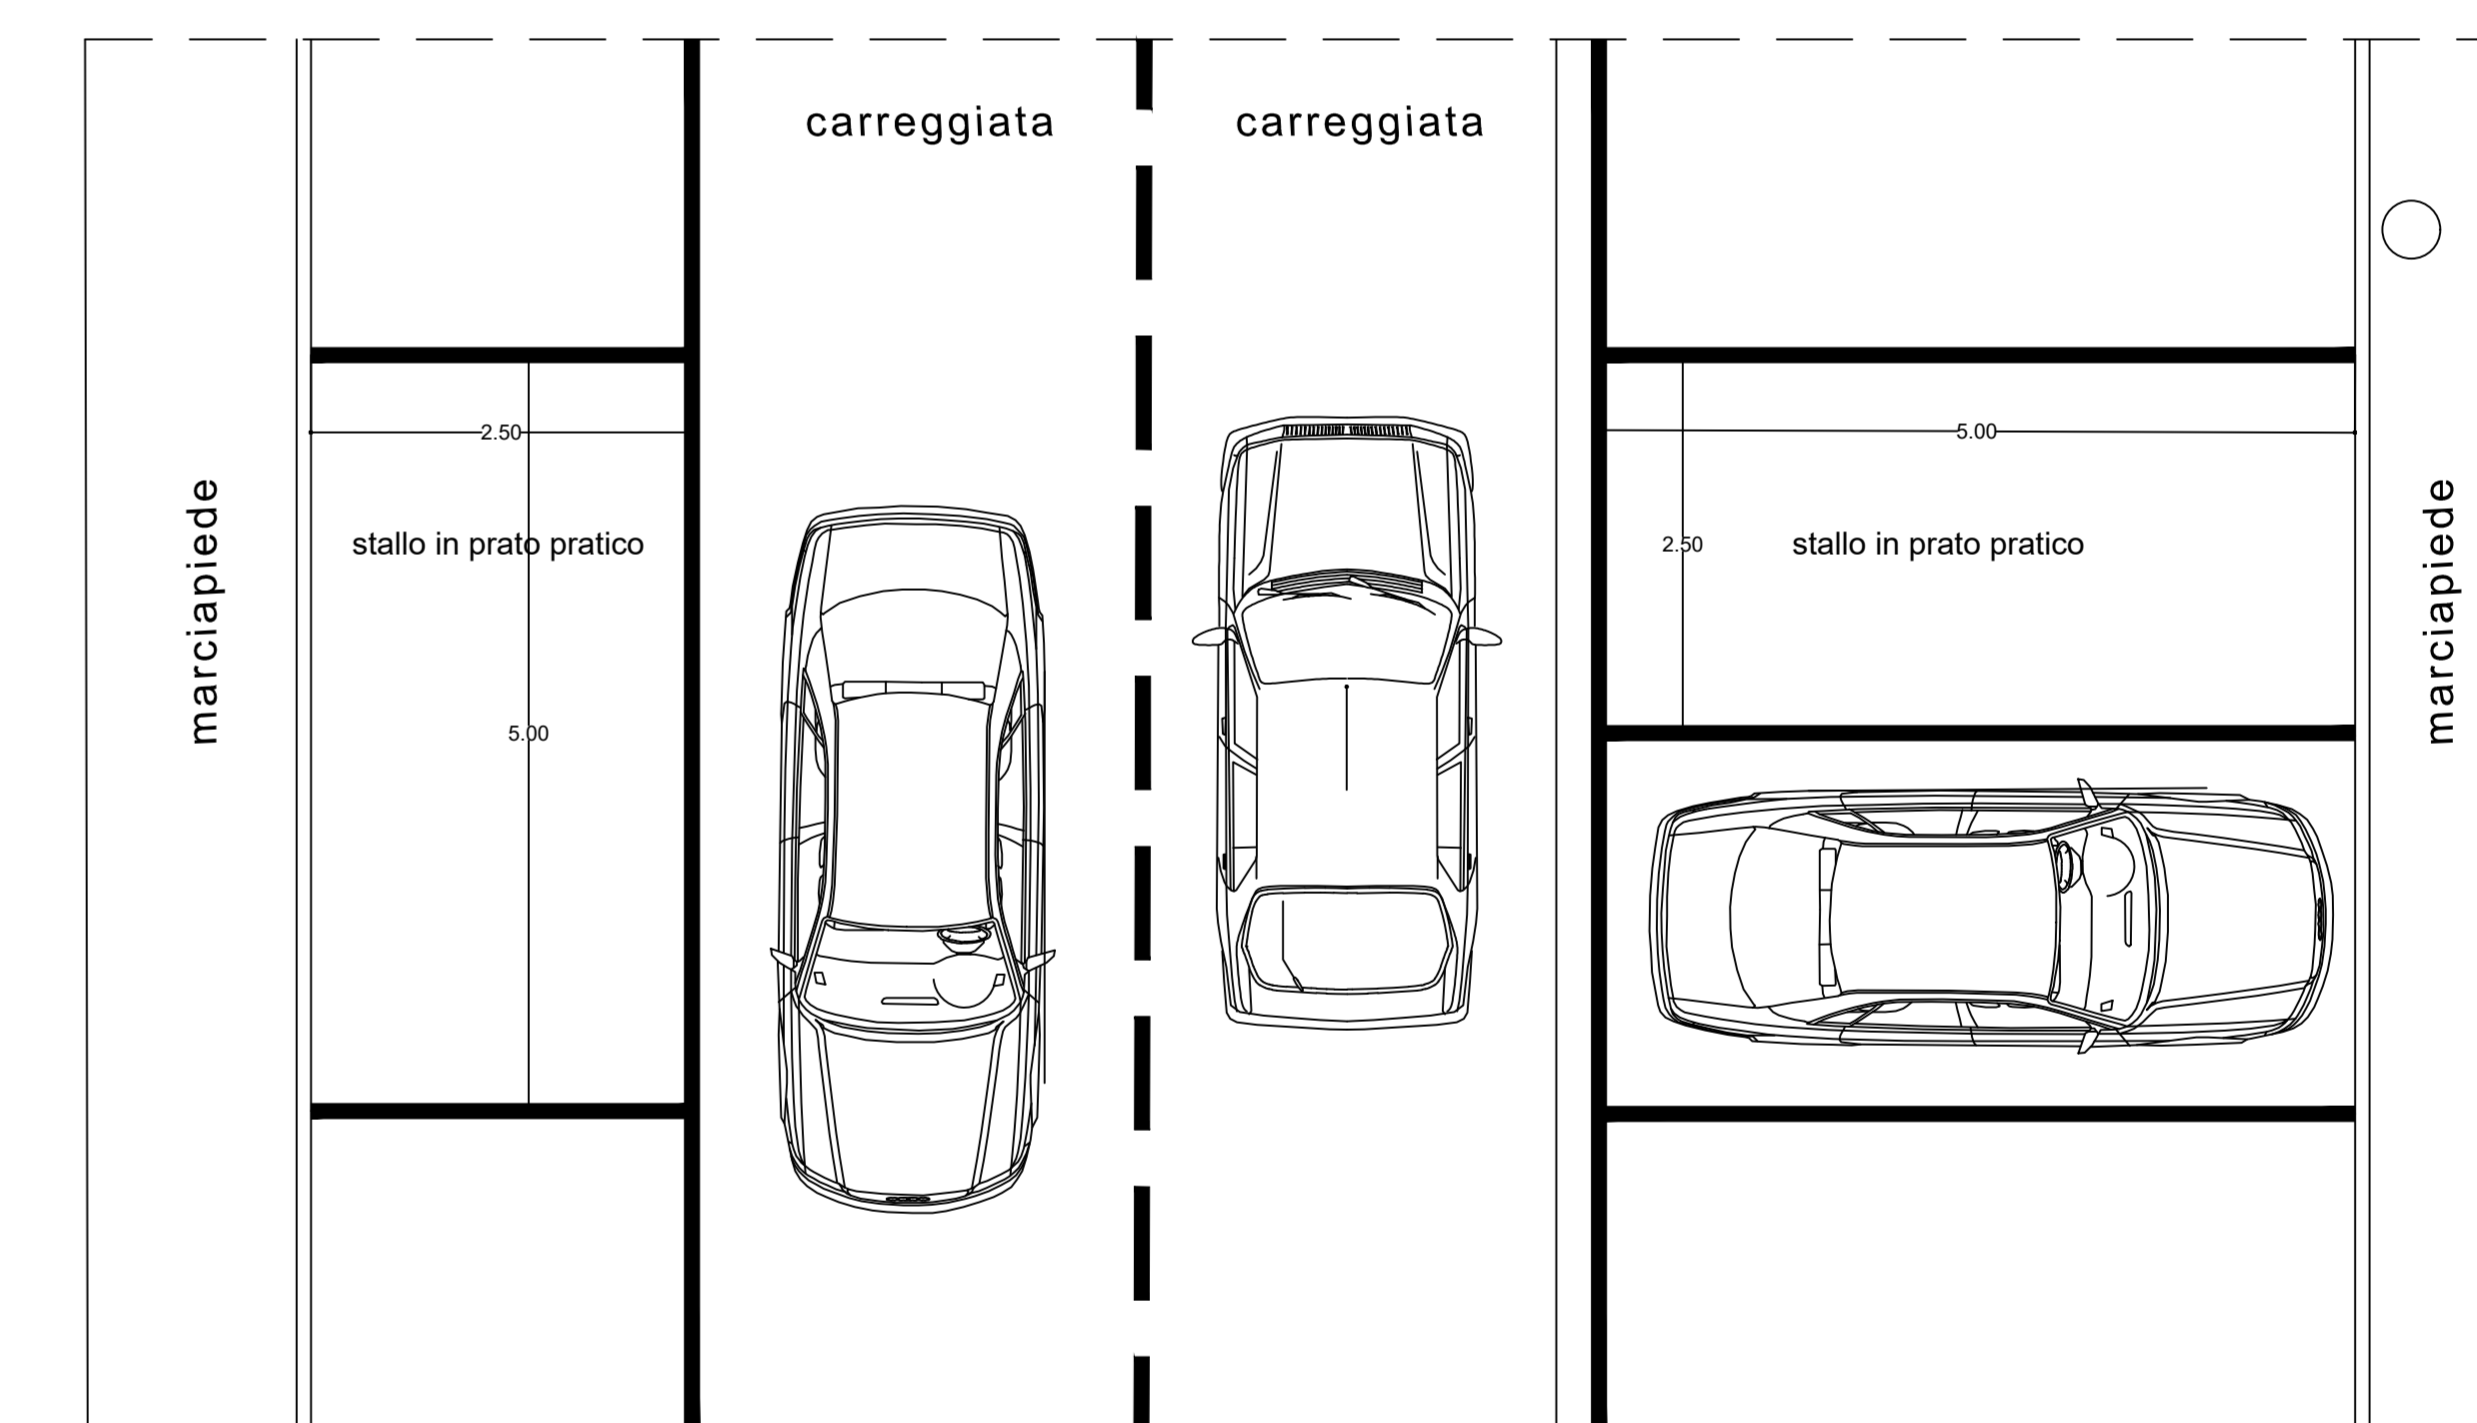 carreggiata
carreggiata
2.50
5.00
stallo in prato pratico
2.50
stallo in prato pratico
marciapiede
marciapiede
5.00